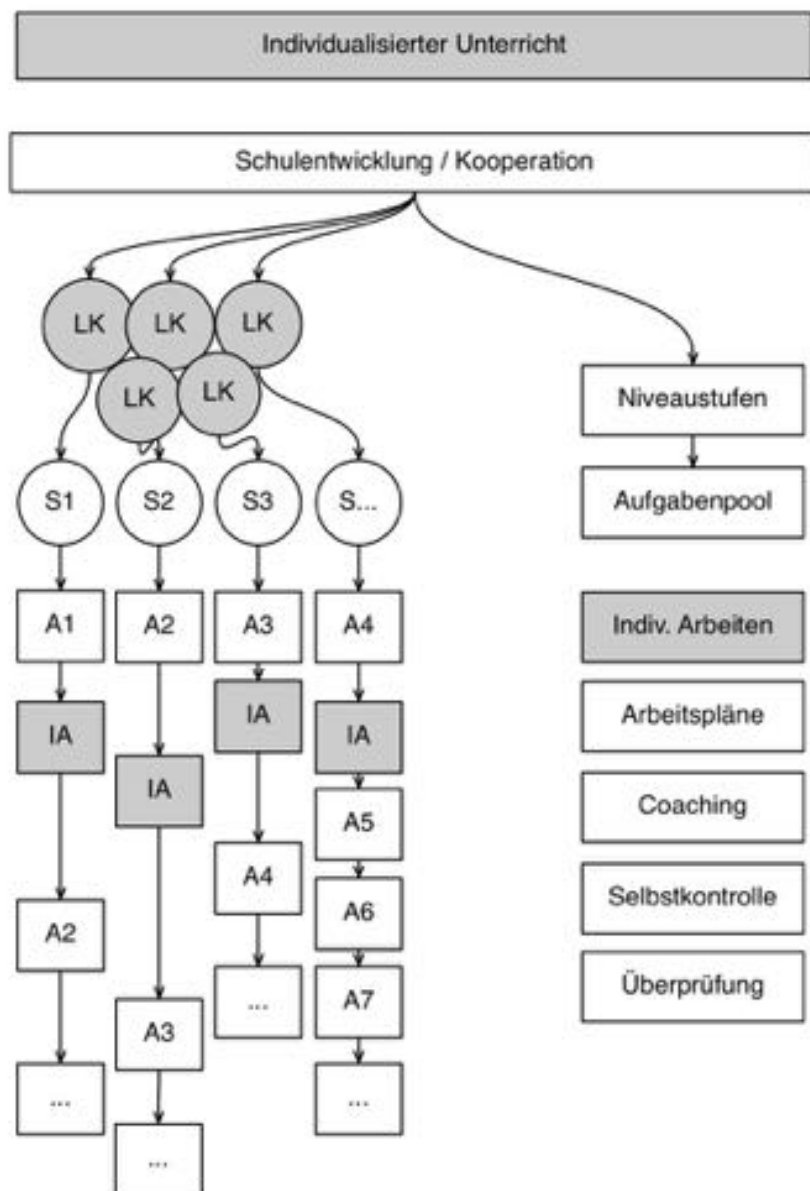 Individualisierter Unterricht
Schulentwicklung / Kooperation
LK
LK
LK
LK
LK
Niveaustufen
S1
S2
S3
S...
Aufgabenpool
A1
A2
A3
A4
Indiv. Arbeiten
IA
IA
IA
IA
Arbeitspläne
A5
Coaching
A4
A6
Selbstkontrolle
A2
A7
Überprüfung
...
A3
...
...
...